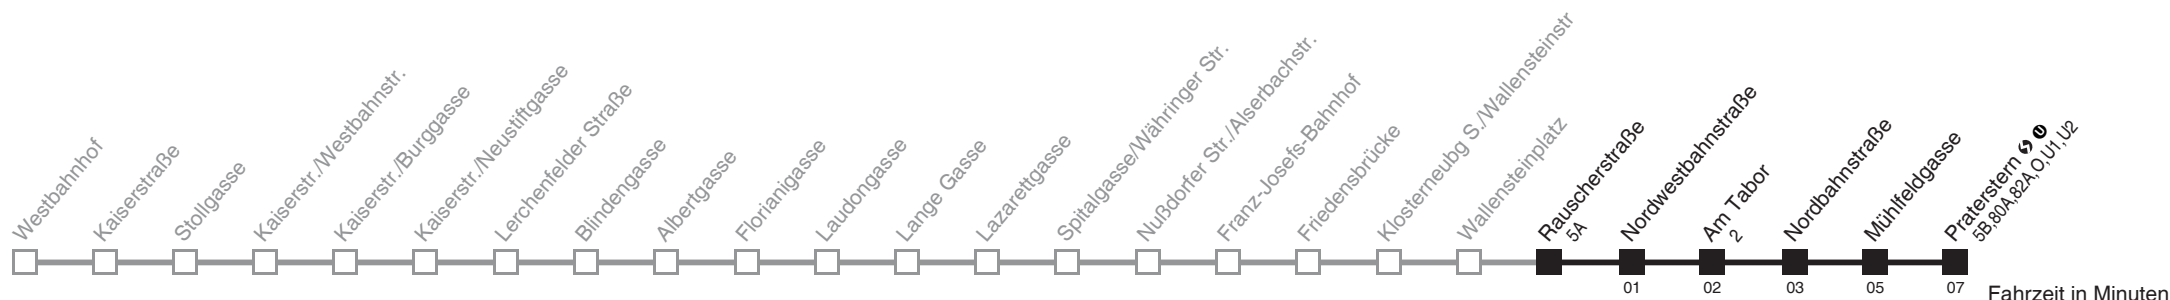 Westbahnhof
Kaiserstraße
Stollgasse
Kaiserstr./Westbahnstr.
Kaiserstr./Burggasse
Kaiserstr./Neustiftgasse
Lerchenfelder Straße
Blindengasse
Albertgasse
Florianigasse
Laudongasse
Lange Gasse
Lazarettgasse
Spitalgasse/Währinger Str.
Nußdorfer Str./Alserbachstr.
Franz-Josefs-Bahnhof
Friedensbrücke
Klosterneubg S./Wallensteinstr
Wallensteinplatz
Rauscherstraße
5A
Nordwestbahnstraße
Am Tabor
2
Nordbahnstraße
Mühlfeldgasse
Praterstern S U
5B,80A,82A,O,U1,U2
01
02
03
05
07
Fahrzeit in Minuten